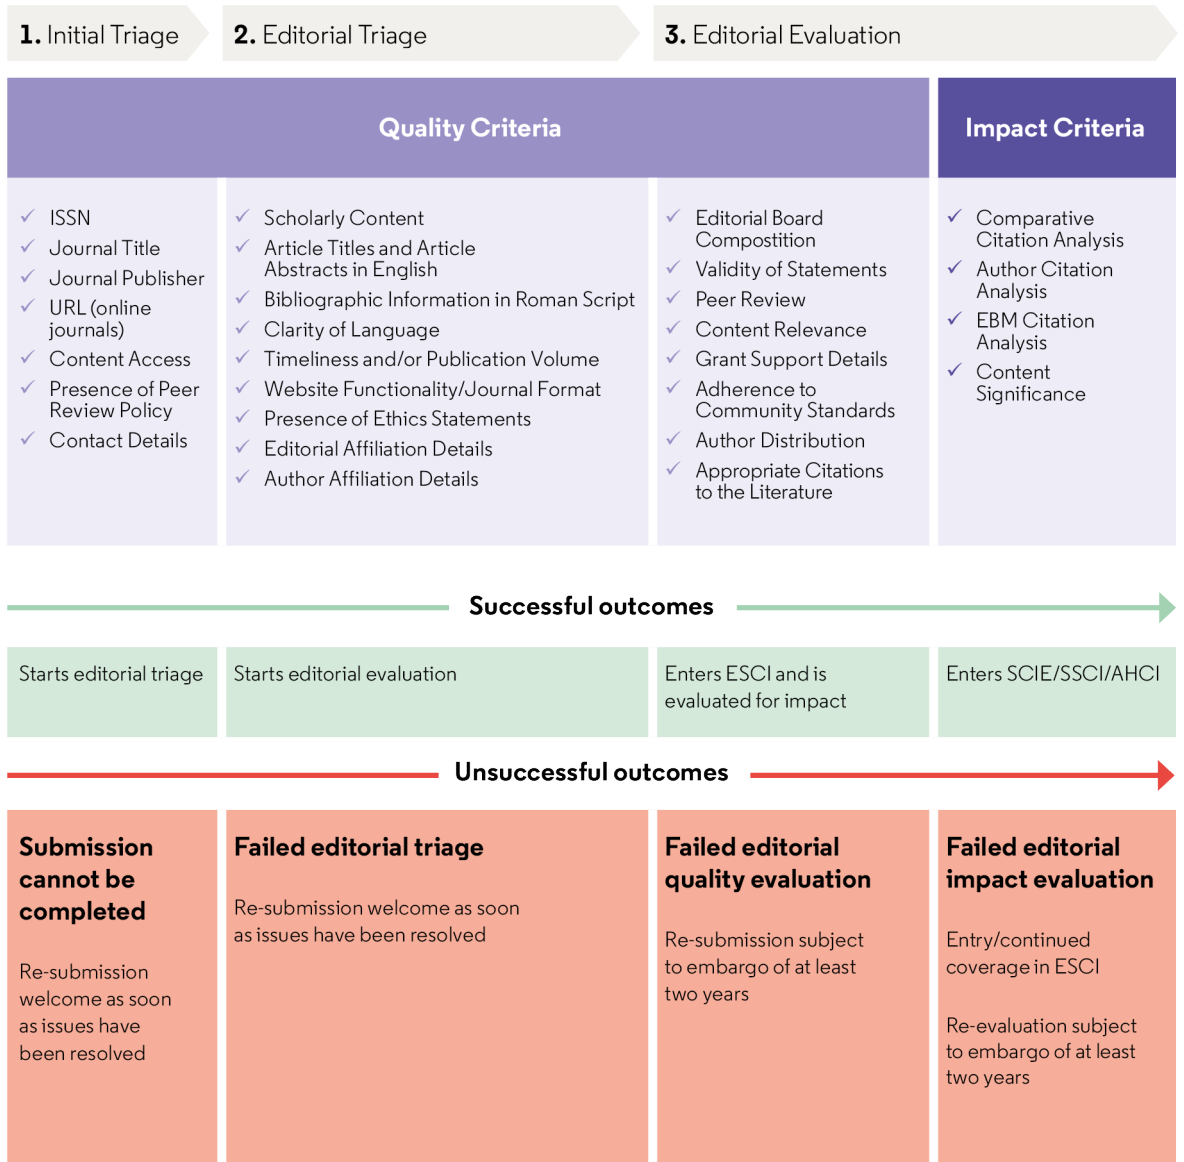 1. Initial Triage
2. Editorial Triage
3. Editorial Evaluation
Quality Criteria
Impact Criteria
ISSN
Journal Title
Journal Publisher
URL (online
journals)
Content Access
Presence of Peer
Review Policy
Contact Details
Scholarly Content
Article Titles and Article
Abstracts in English
Bibliographic Information in Roman Script
Clarity of Language
Timeliness and/or Publication Volume
Website Functionality/Journal Format
Presence of Ethics Statements
Editorial Affiliation Details
Author Affiliation Details
Editorial Board
Compostition
Validity of Statements
Peer Review
Content Relevance
Grant Support Details
Adherence to
Community Standards
Author Distribution
Appropriate Citations
to the Literature
Comparative
Citation Analysis
Author Citation
Analysis
EBM Citation
Analysis
Content
Significance
Successful outcomes
Starts editorial triage
Starts editorial evaluation
Enters ESCI and is
evaluated for impact
Enters SCIE/SSCI/AHCI
Unsuccessful outcomes
Submission
cannot be
completed
Re-submission
welcome as soon
as issues have
been resolved
Failed editorial triage
Re-submission welcome as soon
as issues have been resolved
Failed editorial
quality evaluation
Re-submission subject
to embargo of at least
two years
Failed editorial
impact evaluation
Entry/continued
coverage in ESCI
Re-evaluation subject
to embargo of at least
two years